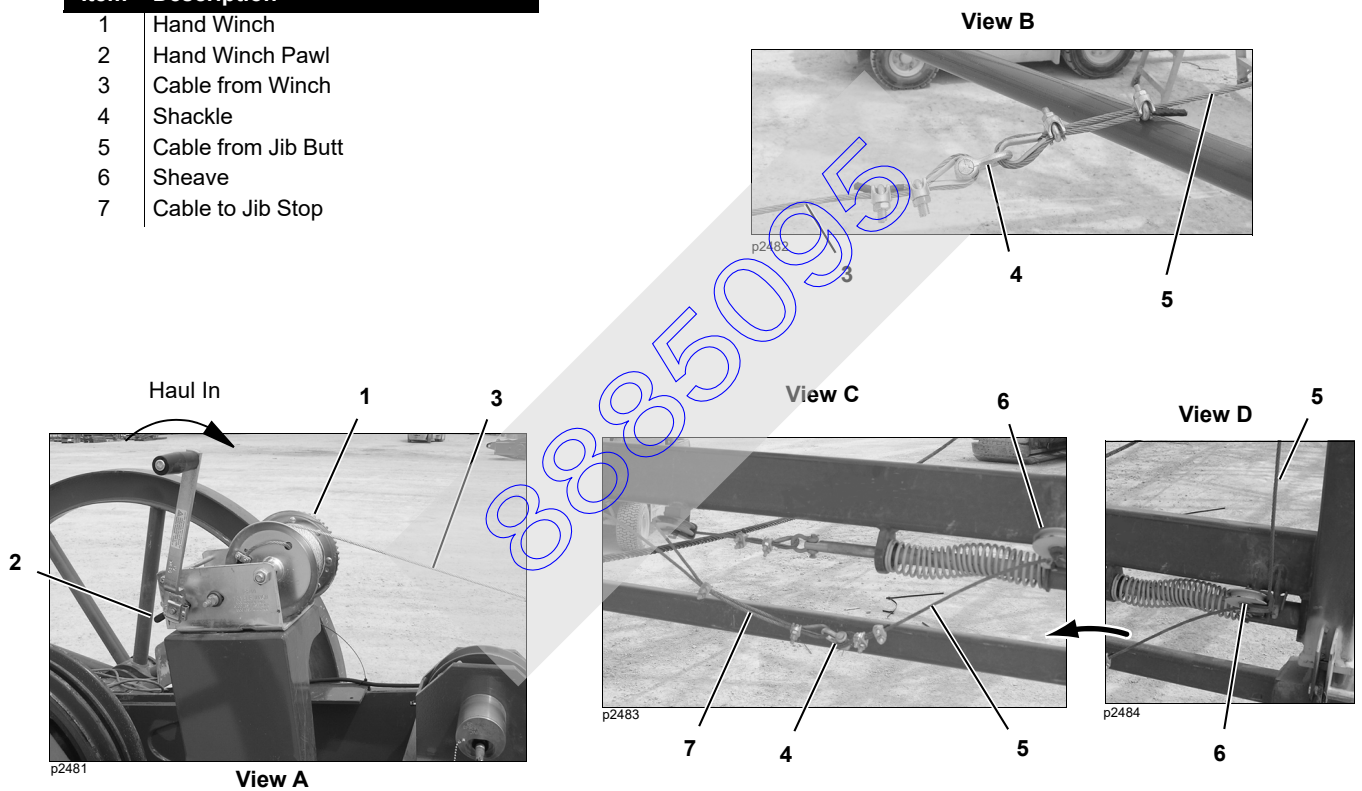 Item Description
1 Hand Winch
2 Hand Winch Pawl
3 Cable from Winch
4 Shackle
5 Cable from Jib Butt
6 Sheave
7 Cable to Jib Stop
View B
p2482
3
4
5
8885095
Haul In
1
3
2
p2481
View A
View C
6
p2483
7
4
5
View D
5
p2484
6